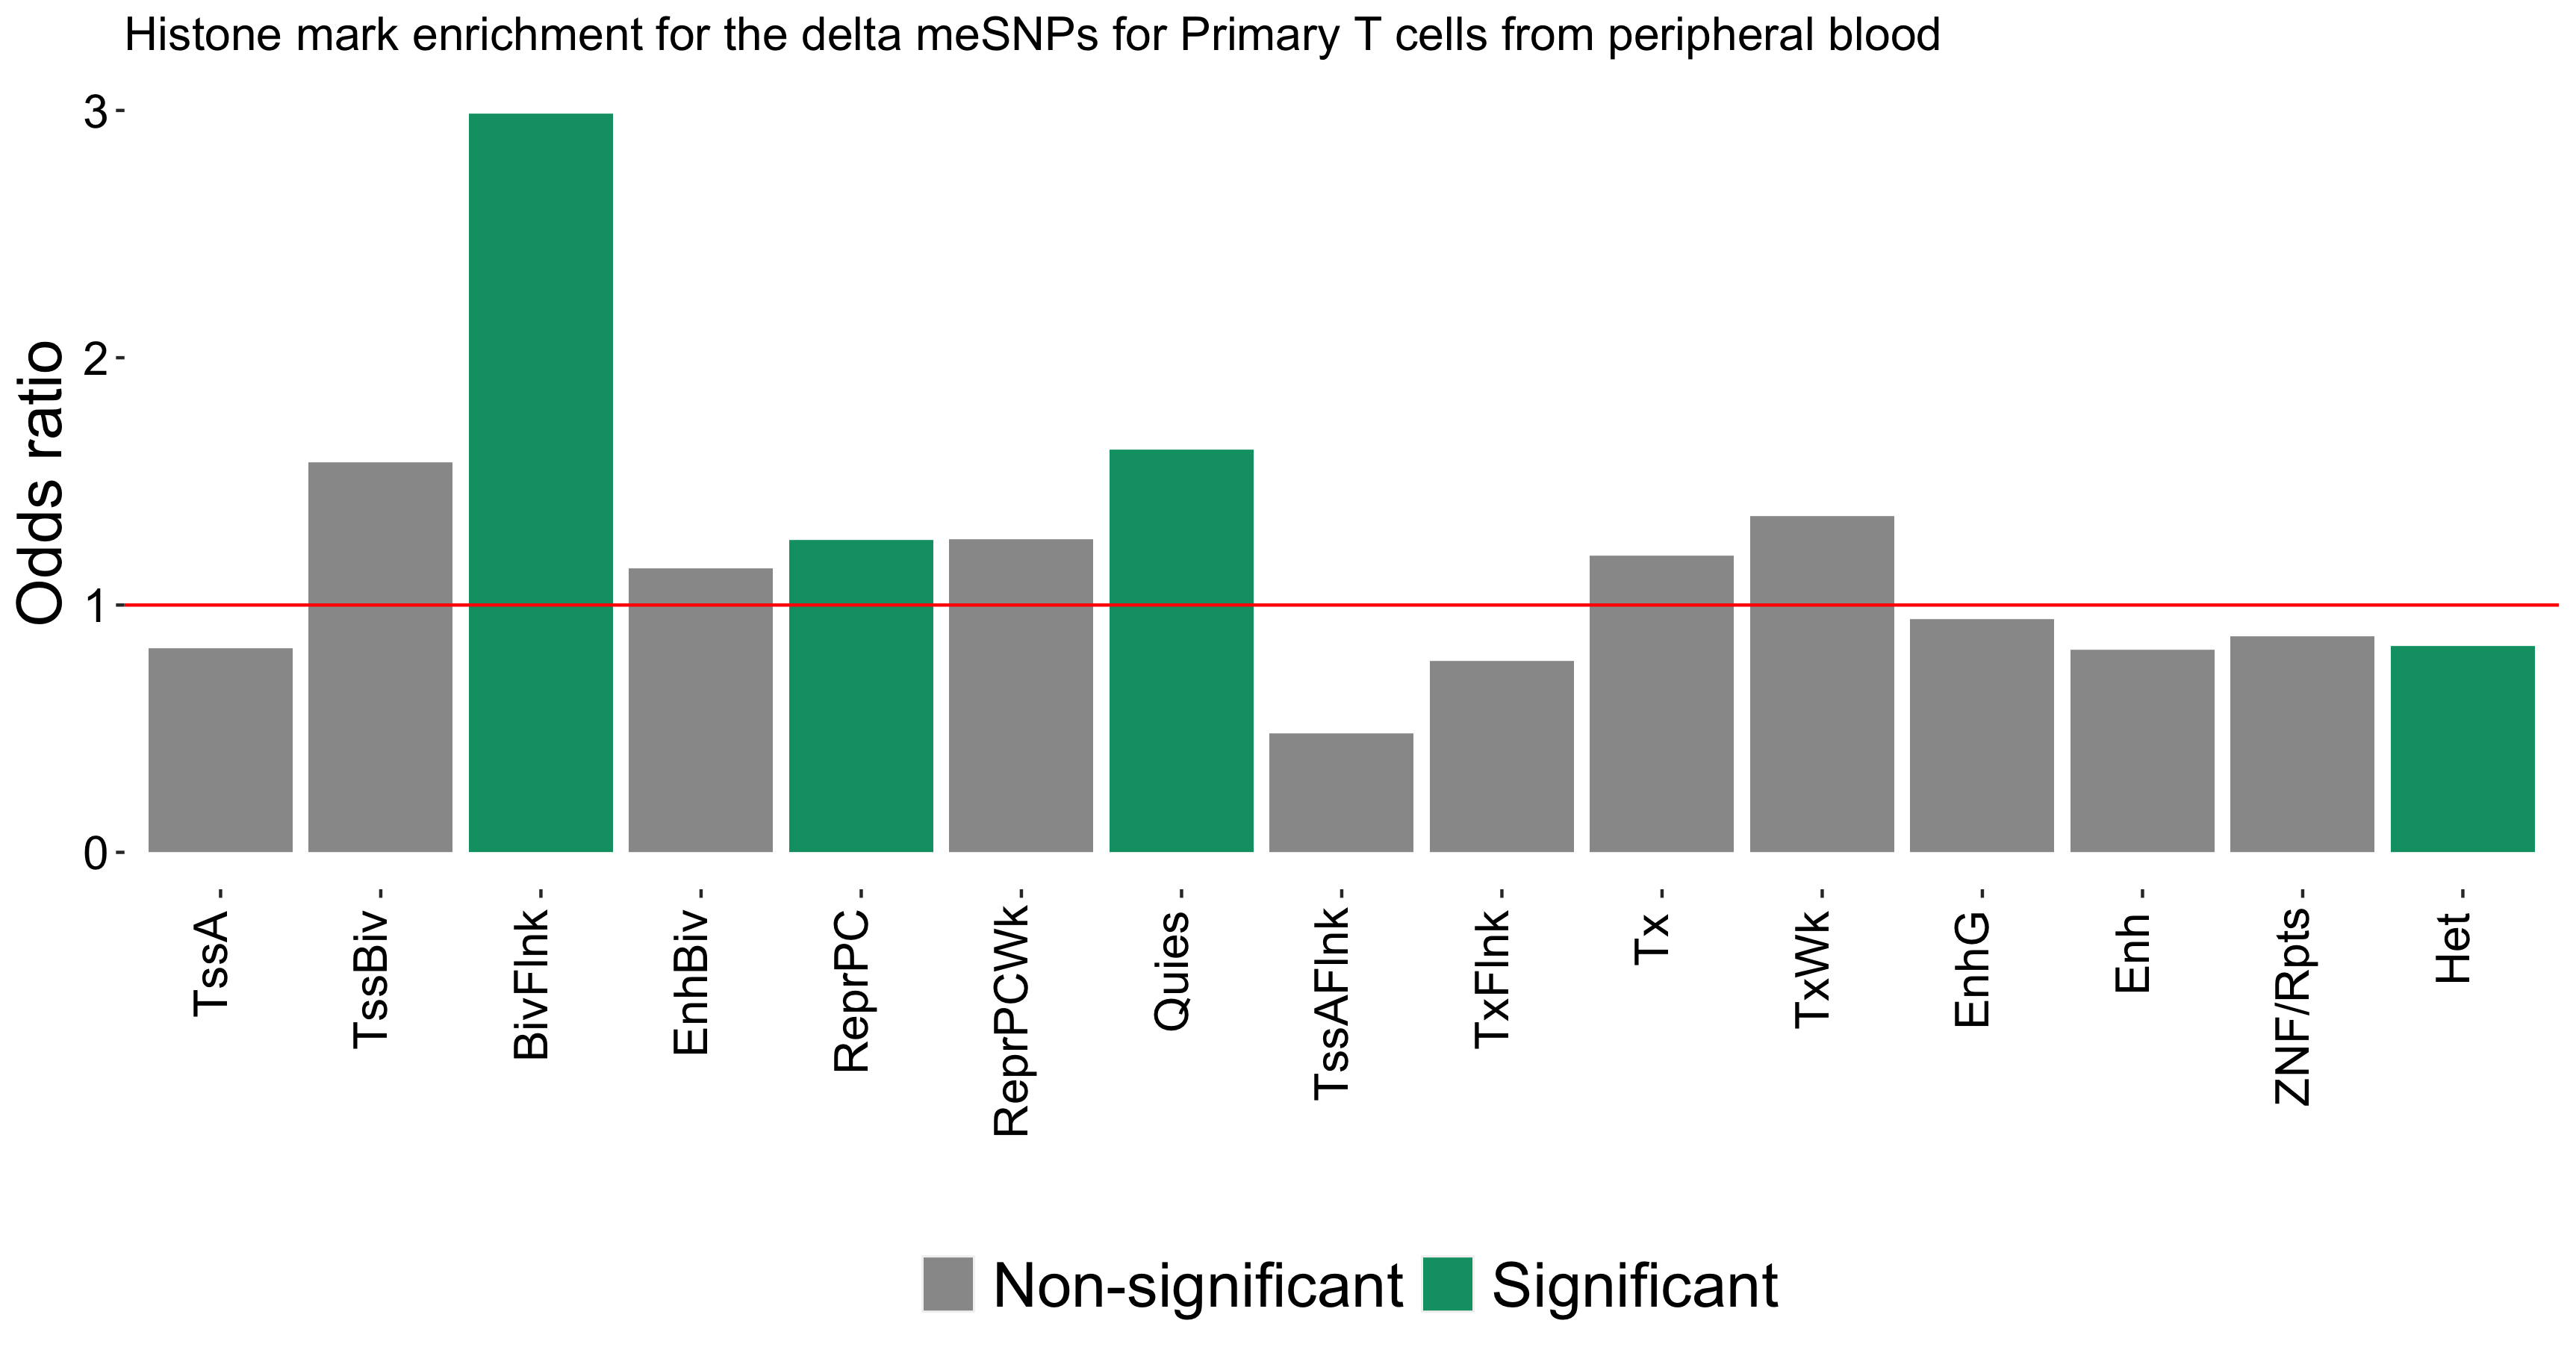 Histone mark enrichment for the delta meSNPs for Primary T cells from peripheral blood
Odds ratio
3
2
1
0
TssA
TssBiv
BivFlnk
EnhBiv
ReprPC
ReprPCWk
Quies
TssAFlnk
TxFlnk
Tx
TxWk
EnhG
Enh
ZNF/Rpts
Het
Non-significant
Significant